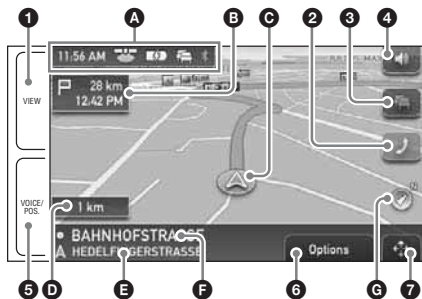 A B C 2 3 4
1
11:56 AM
28 km
12:42 PM
VIEW
VOICE/
POS.
1 km
BAHNHOFSTRASSE
HEDELFINGERSTRASSE
Options
5 D E F 6 G 7